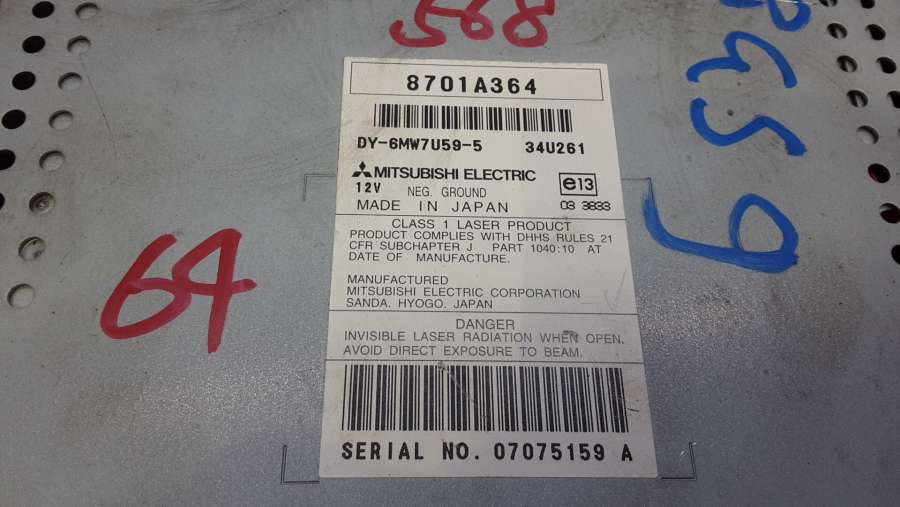 568
8701A364
DY-6MW7U59-5 34U261
MITSUBISHI ELECTRIC
12V NEG. GROUND e13
MADE IN JAPAN 03 3833
CLASS 1 LASER PRODUCT
PRODUCT COMPLIES WITH DHHS RULES 21
CFR SUBCHAPTER J PART 1040:10 AT
DATE OF MANUFACTURE.
MANUFACTURED
MITSUBISHI ELECTRIC CORPORATION
SANDA. HYOGO. JAPAN
DANGER
INVISIBLE LASER RADIATION WHEN OPEN.
AVOID DIRECT EXPOSURE TO BEAM.
SERIAL NO. 07075159 A
64